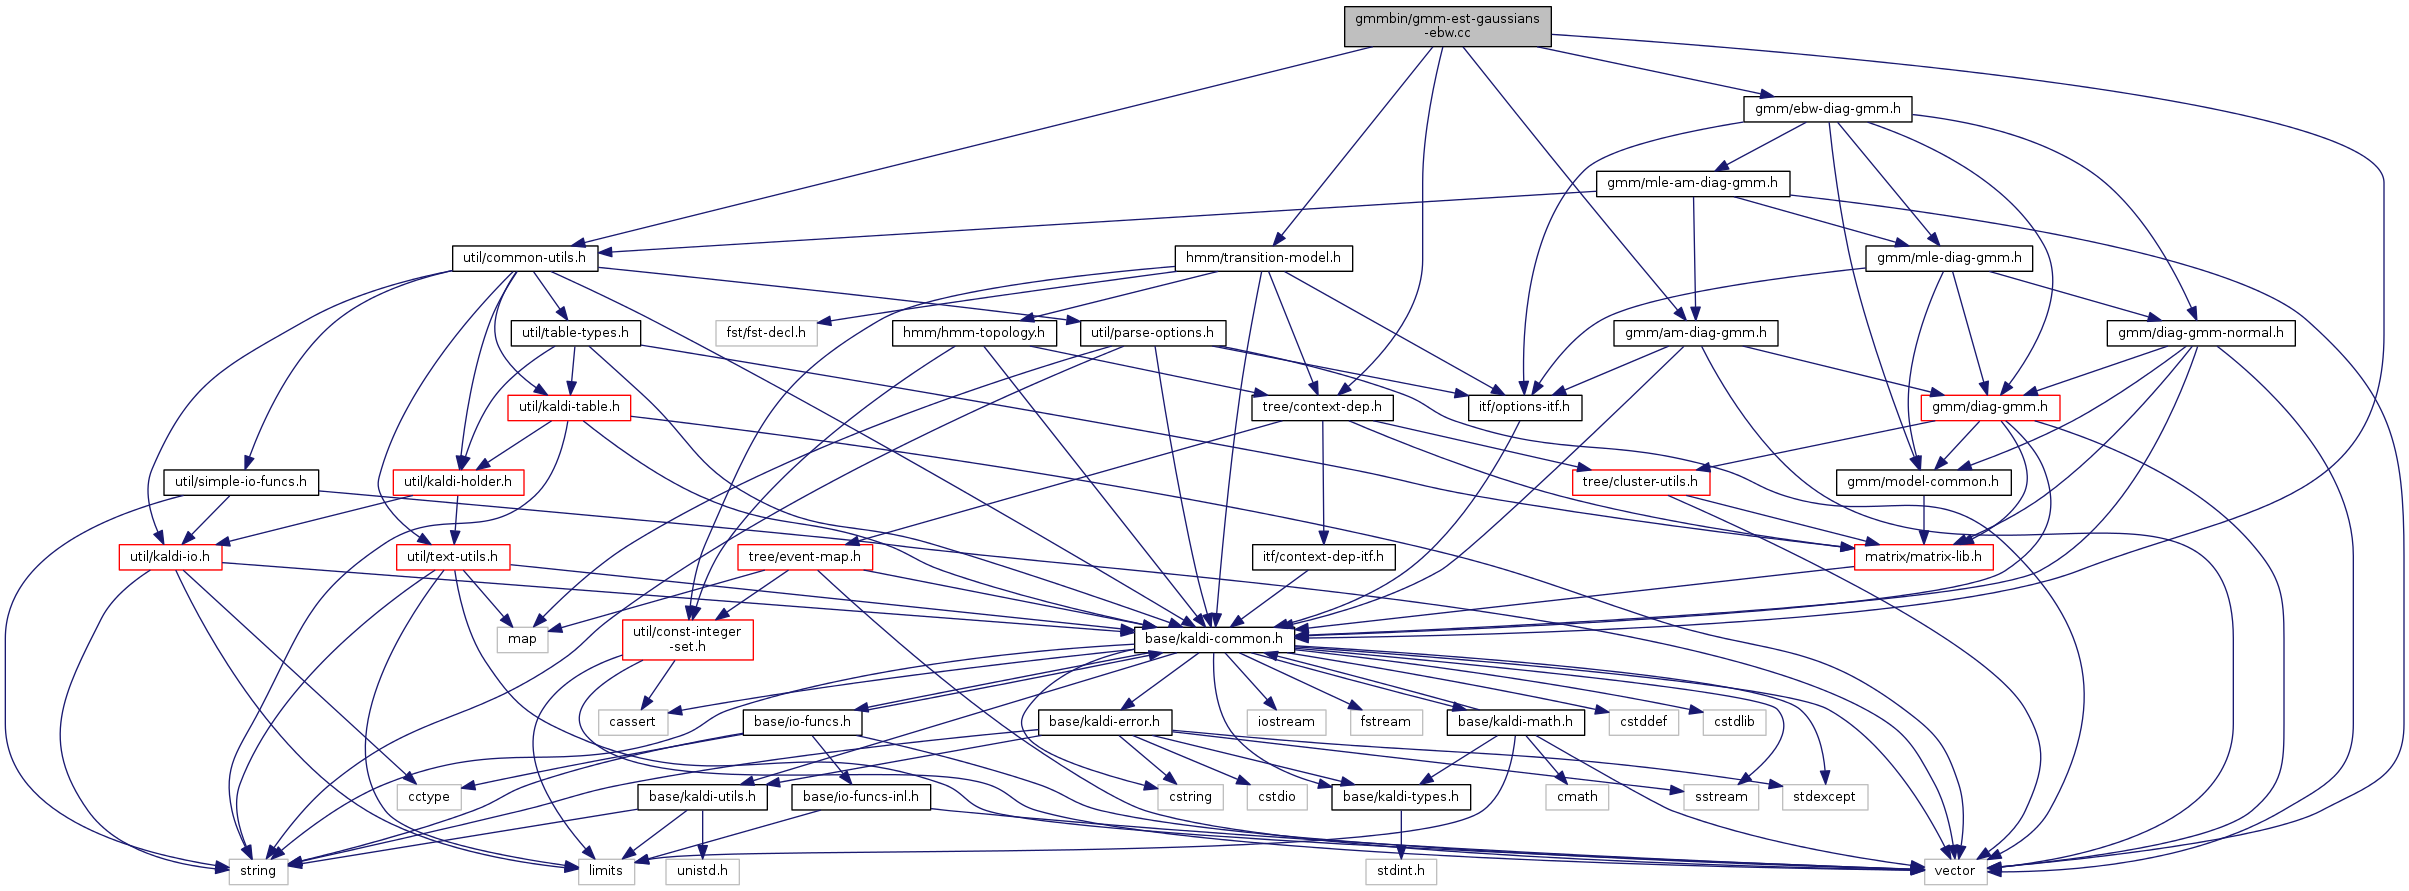 gmmbin/gmm-est-gaussians
-ebw.cc
gmm/ebw-diag-gmm.h
gmm/mle-am-diag-gmm.h
util/common-utils.h
hmm/transition-model.h
gmm/mle-diag-gmm.h
util/table-types.h
fst/fst-decl.h
hmm/hmm-topology.h
util/parse-options.h
gmm/am-diag-gmm.h
gmm/diag-gmm-normal.h
util/kaldi-table.h
tree/context-dep.h
itf/options-itf.h
gmm/diag-gmm.h
util/simple-io-funcs.h
util/kaldi-holder.h
tree/cluster-utils.h
gmm/model-common.h
util/kaldi-io.h
util/text-utils.h
tree/event-map.h
itf/context-dep-itf.h
matrix/matrix-lib.h
map
util/const-integer
-set.h
base/kaldi-common.h
cassert
base/io-funcs.h
base/kaldi-error.h
iostream
fstream
base/kaldi-math.h
cstddef
cstdlib
cctype
base/kaldi-utils.h
base/io-funcs-inl.h
cstring
cstdio
base/kaldi-types.h
cmath
sstream
stdexcept
string
limits
unistd.h
stdint.h
vector